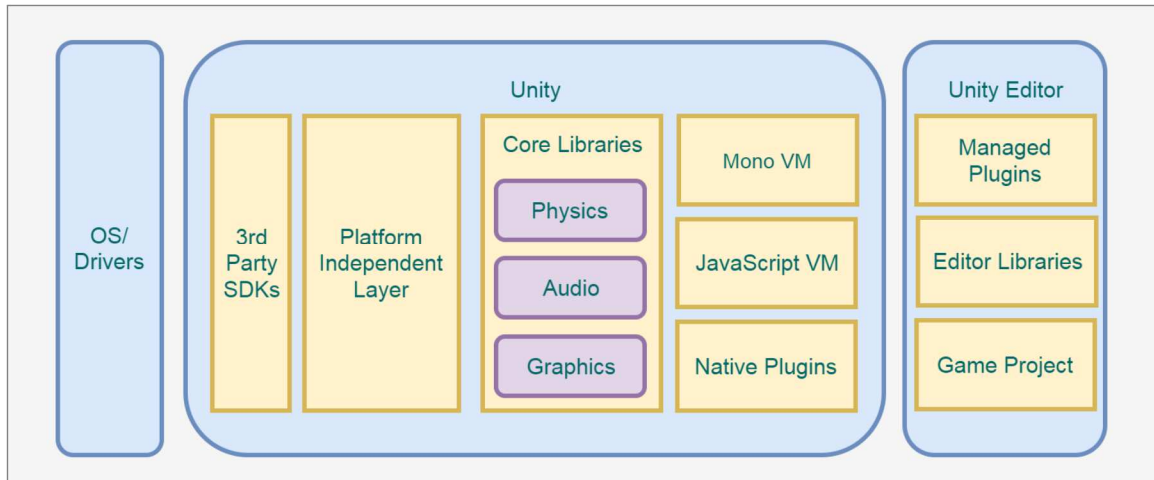 OS/
Drivers
Unity
3rd
Party
SDKs
Platform
Independent
Layer
Core Libraries
Physics
Audio
Graphics
Mono VM
JavaScript VM
Native Plugins
Unity Editor
Managed
Plugins
Editor Libraries
Game Project